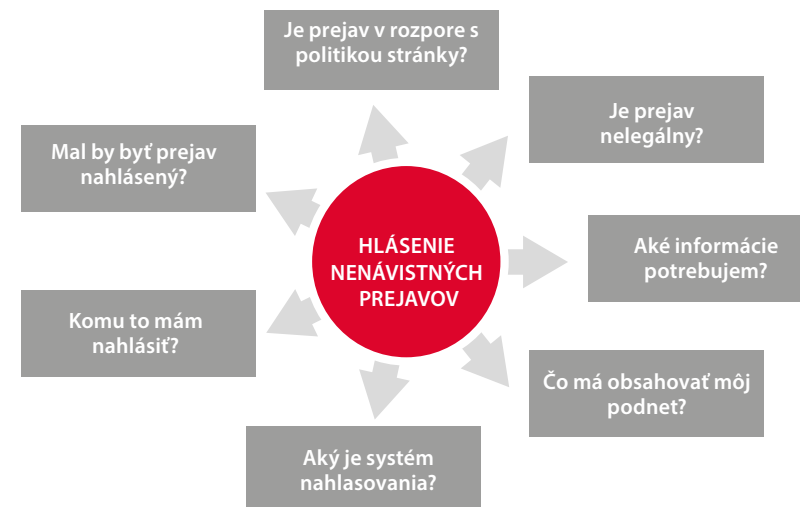 Je prejav v rozpore s
politikou stránky?
Je prejav
nelegálny?
Mal by byť prejav
nahlásený?
HLÁSENIE
NENÁVISTNÝCH
PREJAVOV
Aké informácie
potrebujem?
Komu to mám
nahlásiť?
Čo má obsahovať môj
podnet?
Aký je systém
nahlasovania?